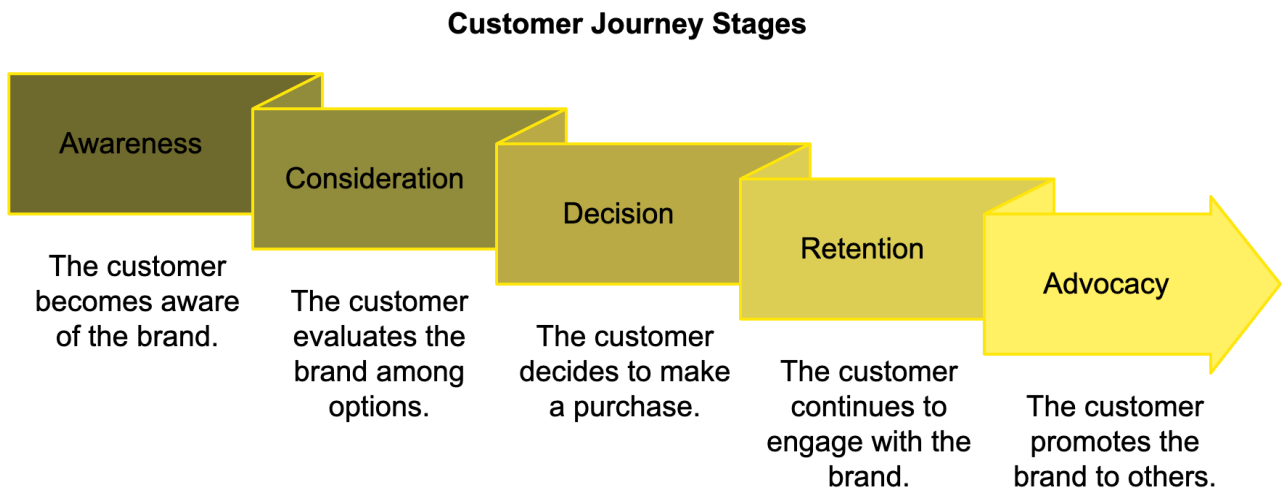 Customer Journey Stages
Awareness
The customer
becomes aware
of the brand.
Consideration
The customer
evaluates the
brand among
options.
Decision
The customer
decides to make
a purchase.
Retention
The customer
continues to
engage with the
brand.
Advocacy
The customer
promotes the
brand to others.